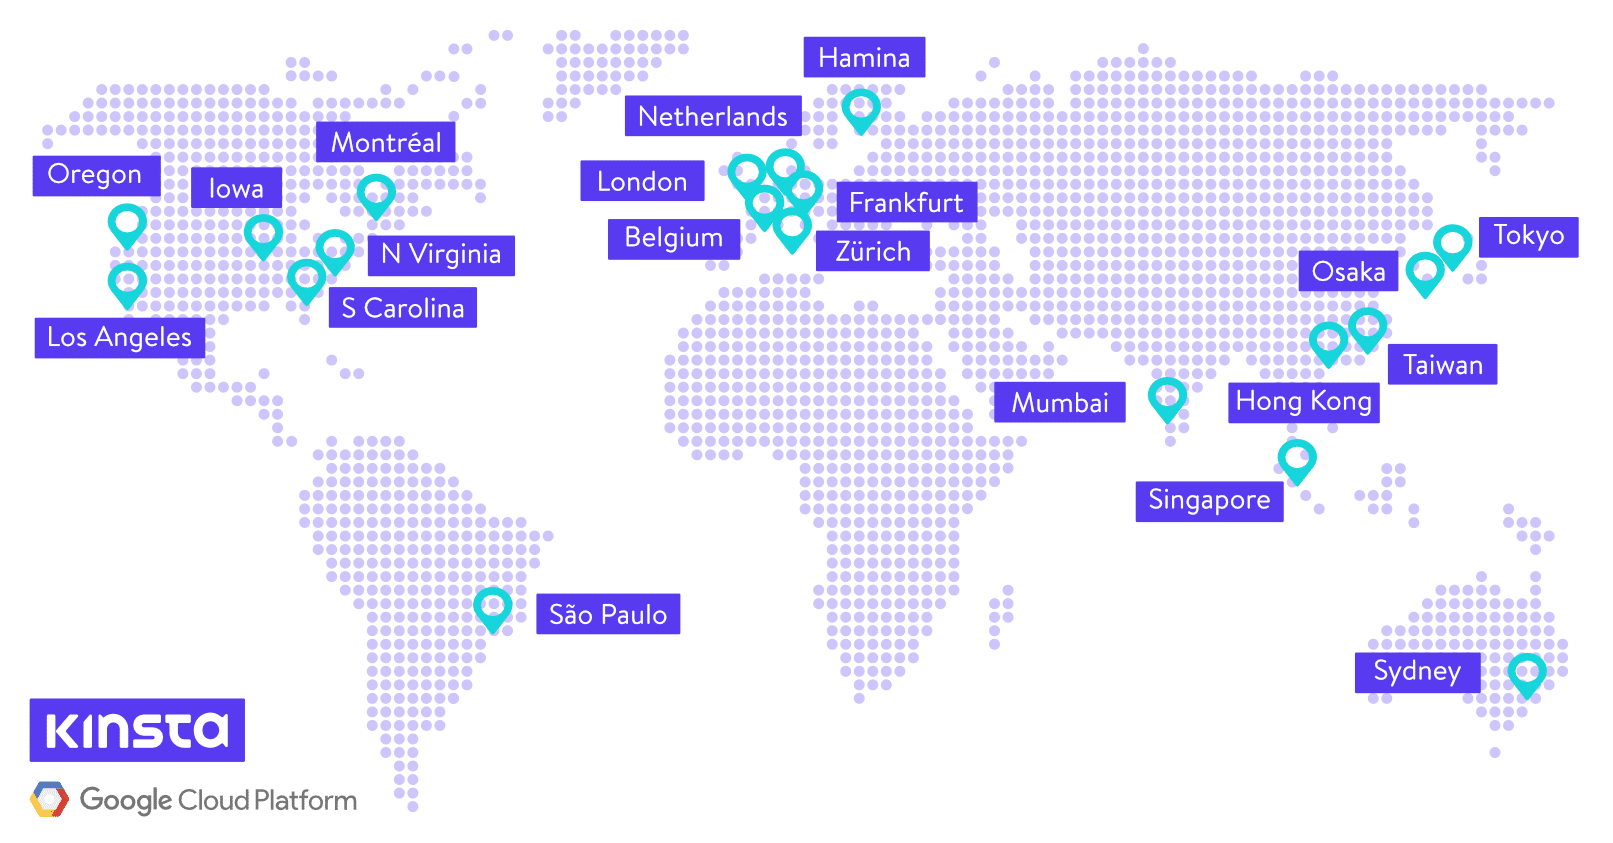 Hamina
Netherlands
Montréal
Oregon
Iowa
London
Frankfurt
Belgium
Zürich
N Virginia
Tokyo
Osaka
S Carolina
Los Angeles
Taiwan
Mumbai
Hong Kong
Singapore
São Paulo
Sydney
Kinsta
Google Cloud Platform